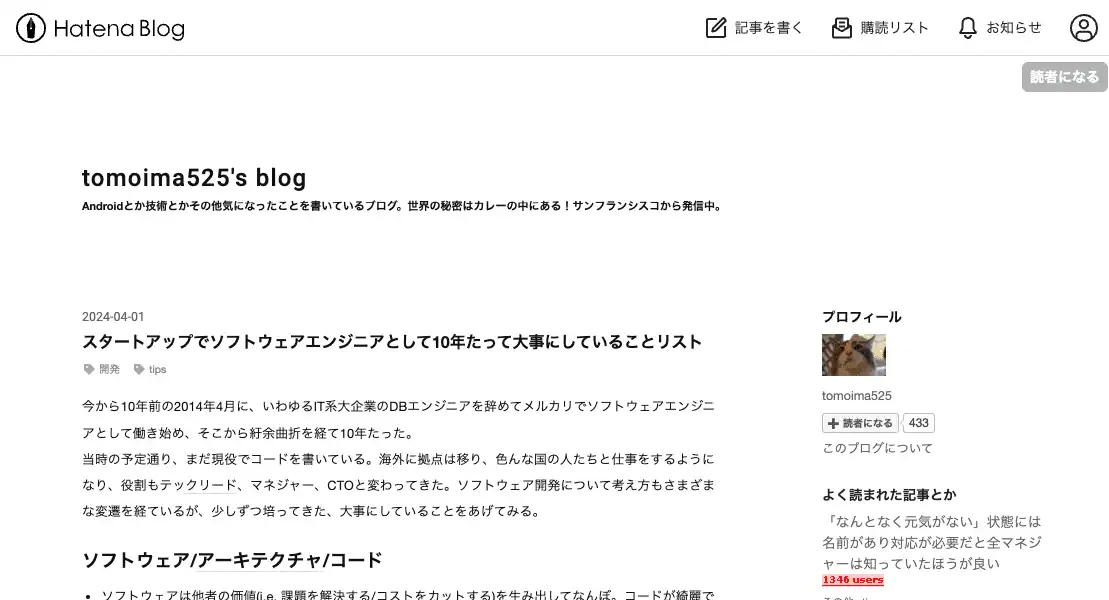 Hatena Blog
記事を書く
購読リスト
お知らせ
読者になる
tomoima525's blog
Androidとか技術とかその他気になったことを書いているブログ。世界の秘密はカレーの中にある！サンフランシスコから発信中。
2024-04-01
スタートアップでソフトウェアエンジニアとして10年たって大事にしていることリスト
開発 tips
今から10年前の2014年4月に、いわゆるIT系大企業のDBエンジニアを辞めてメルカリでソフトウェアエンジニ
アとして働き始め、そこから紆余曲折を経て10年たった。
当時の予定通り、まだ現役でコードを書いている。海外に拠点は移り、色んな国の人たちと仕事をするように
なり、役割もテックリード、マネジャー、CTOと変わってきた。ソフトウェア開発について考え方もさまざま
な変遷を経ているが、少しずつ培ってきた、大事にしていることをあげてみる。
ソフトウェア/アーキテクチャ/コード
ソフトウェアは他者の価値(i.e. 課題を解決する/コストをカットする)を生み出してなんぼ。コードが綺麗で
プロフィール
tomoima525
読者になる 433
このブログについて
よく読まれた記事とか
「なんとなく元気がない」状態には
名前があり対応が必要だと全マネジ
ャーは知っていたほうが良い
1346 users